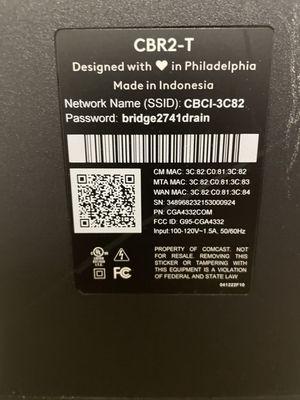 CBR2-T
Designed with ♥ in Philadelphia
Made in Indonesia
Network Name (SSID): CBCI-3C82
Password: bridge2741drain
CM MAC: 3C:82:C0:81:3C:82
MTA MAC: 3C:82:C0:81:3C:83
WAN MAC: 3C:82:C0:81:3C:84
SN: 348968232153000924
PN: CGA4332COM
FCC ID: G95-CGA4332
Input: 100-120V~1.5A, 50/60Hz
UL
LISTED
FC
PROPERTY OF COMCAST. NOT
FOR RESALE. REMOVING THIS
STICKER OR TAMPERING WITH
THIS EQUIPMENT IS A VIOLATION
OF FEDERAL AND STATE LAW.
041222F10